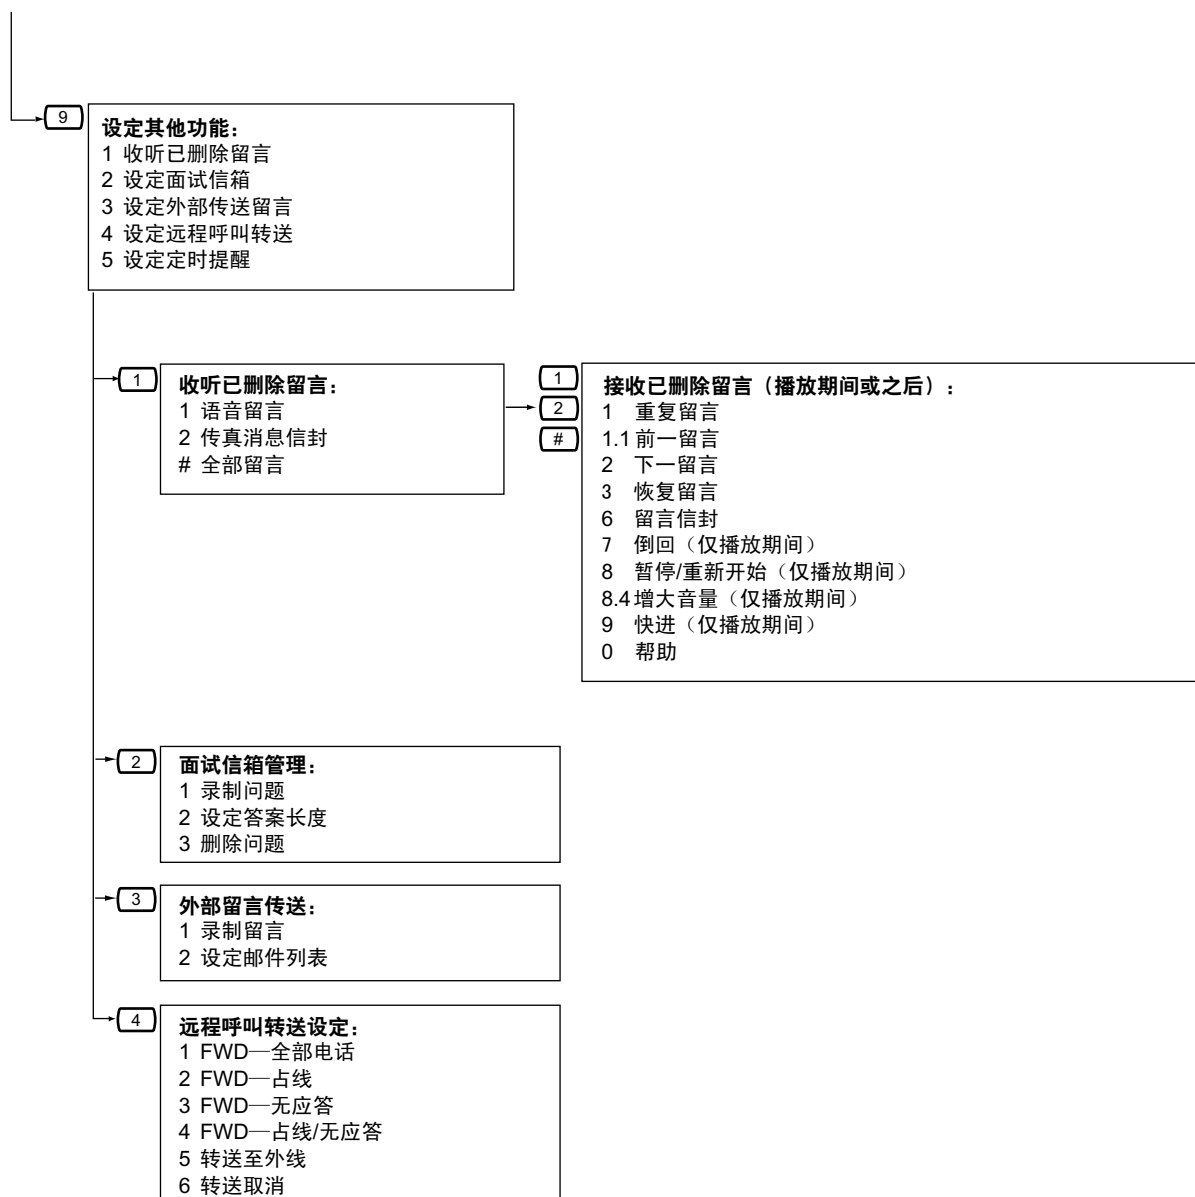 9
设定其他功能：
1 收听已删除留言
2 设定面试信箱
3 设定外部传送留言
4 设定远程呼叫转送
5 设定定时提醒
1
收听已删除留言：
1 语音留言
2 传真消息信封
# 全部留言
1
2
#
接收已删除留言（播放期间或之后）：
1 重复留言
1.1 前一留言
2 下一留言
3 恢复留言
6 留言信封
7 倒回（仅播放期间）
8 暂停/重新开始（仅播放期间）
8.4 增大音量（仅播放期间）
9 快进（仅播放期间）
0 帮助
2
面试信箱管理：
1 录制问题
2 设定答案长度
3 删除问题
3
外部留言传送：
1 录制留言
2 设定邮件列表
4
远程呼叫转送设定：
1 FWD—全部电话
2 FWD—占线
3 FWD—无应答
4 FWD—占线/无应答
5 转送至外线
6 转送取消